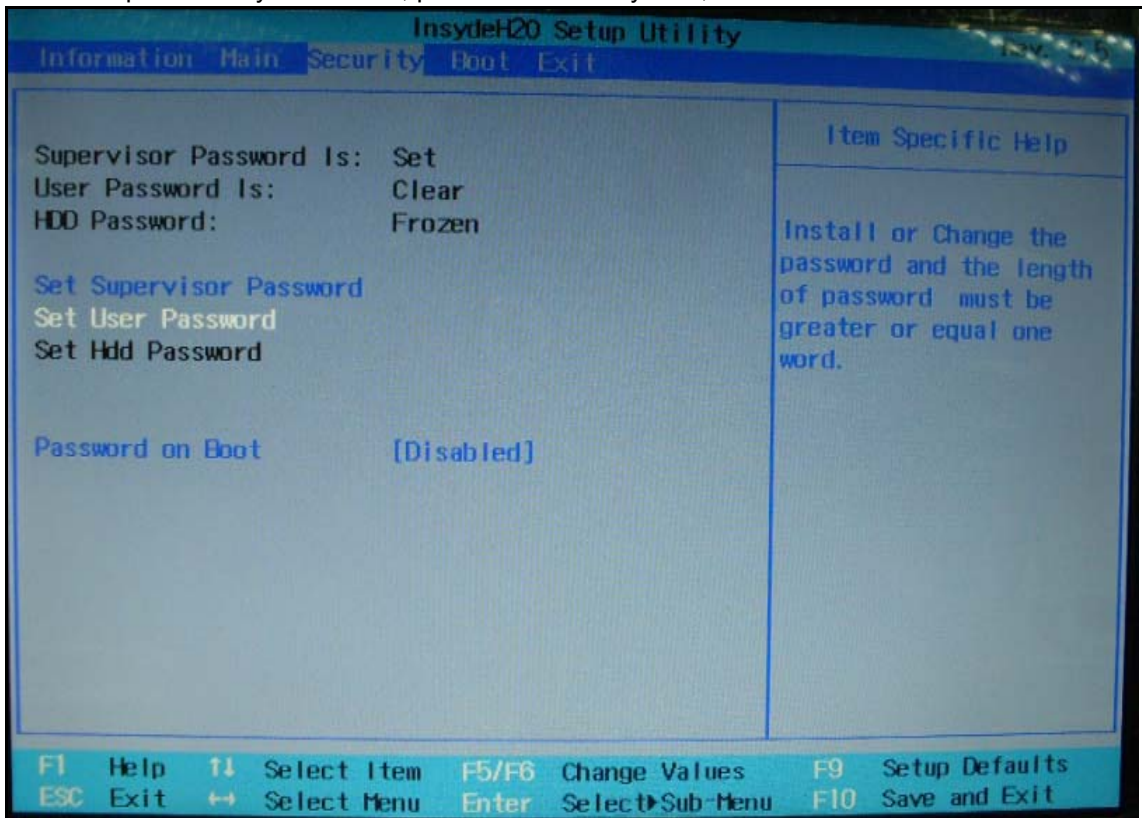 InsydeH2O Setup Utility
Rev. 3.5
Information Main Security Boot Exit
Item Specific Help
Supervisor Password Is: Set
User Password Is: Clear
HDD Password: Frozen
Set Supervisor Password
Set User Password
Set Hdd Password
Password on Boot [Disabled]
Install or Change the
password and the length
of password must be
greater or equal one
word.
F1 Help ↑↓ Select Item F5/F6 Change Values F9 Setup Defaults
ESC Exit ↔ Select Menu Enter Select▶Sub-Menu F10 Save and Exit